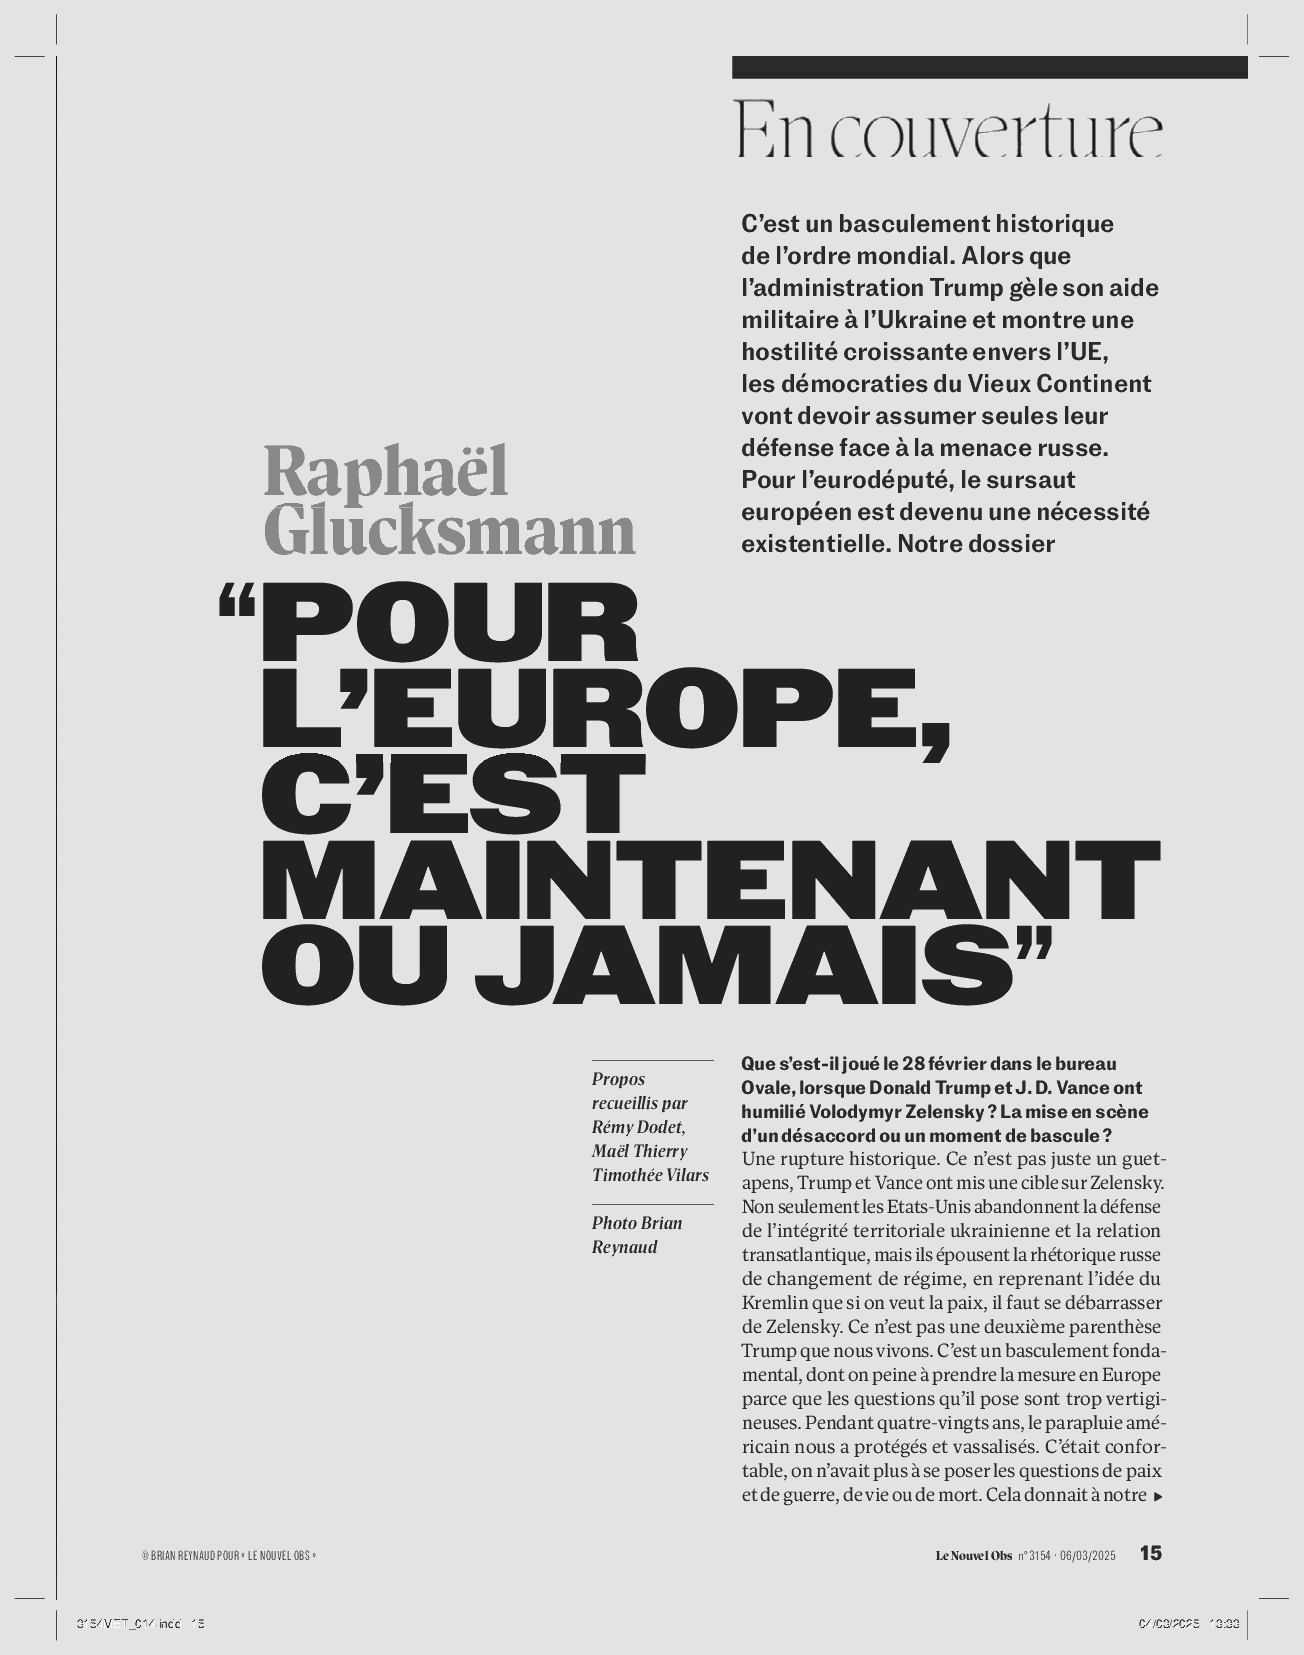 En couverture
C’est un basculement historique
de l’ordre mondial. Alors que
l’administration Trump gèle son aide
militaire à l’Ukraine et montre une
hostilité croissante envers l’UE,
les démocraties du Vieux Continent
vont devoir assumer seules leur
défense face à la menace russe.
Pour l’eurodéputé, le sursaut
européen est devenu une nécessité
existentielle. Notre dossier
Raphaël
Glucksmann
“POUR
L’EUROPE,
C’EST
MAINTENANT
OU JAMAIS”
Propos
recueillis par
Rémy Dodet,
Maël Thierry
Timothée Vilars
Photo Brian
Reynaud
Que s’est-il joué le 28 février dans le bureau
Ovale, lorsque Donald Trump et J. D. Vance ont
humilié Volodymyr Zelensky ? La mise en scène
d’un désaccord ou un moment de bascule ?
Une rupture historique. Ce n’est pas juste un guet-
apens, Trump et Vance ont mis une cible sur Zelensky.
Non seulement les Etats-Unis abandonnent la défense
de l’intégrité territoriale ukrainienne et la relation
transatlantique, mais ils épousent la rhétorique russe
de changement de régime, en reprenant l’idée du
Kremlin que si on veut la paix, il faut se débarrasser
de Zelensky. Ce n’est pas une deuxième parenthèse
Trump que nous vivons. C’est un basculement fonda-
mental, dont on peine à prendre la mesure en Europe
parce que les questions qu’il pose sont trop vertigi-
neuses. Pendant quatre-vingts ans, le parapluie amé-
ricain nous a protégés et vassalisés. C’était confor-
table, on n’avait plus à se poser les questions de paix
et de guerre, de vie ou de mort. Cela donnait à notre ▶
© BRIAN REYNAUD POUR « LE NOUVEL OBS »
Le Nouvel Obs n° 3154 · 06/03/2025 15
3154VET_014.indd 15
04/03/2025